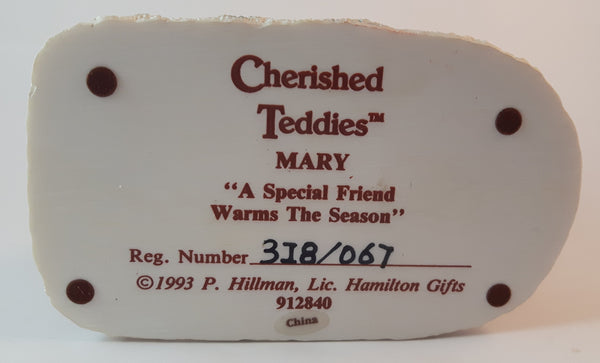 Cherished
Teddies™
MARY
"A Special Friend
Warms The Season"
Reg. Number 3I8/067
©1993 P. Hillman, Lic. Hamilton Gifts
912840
China